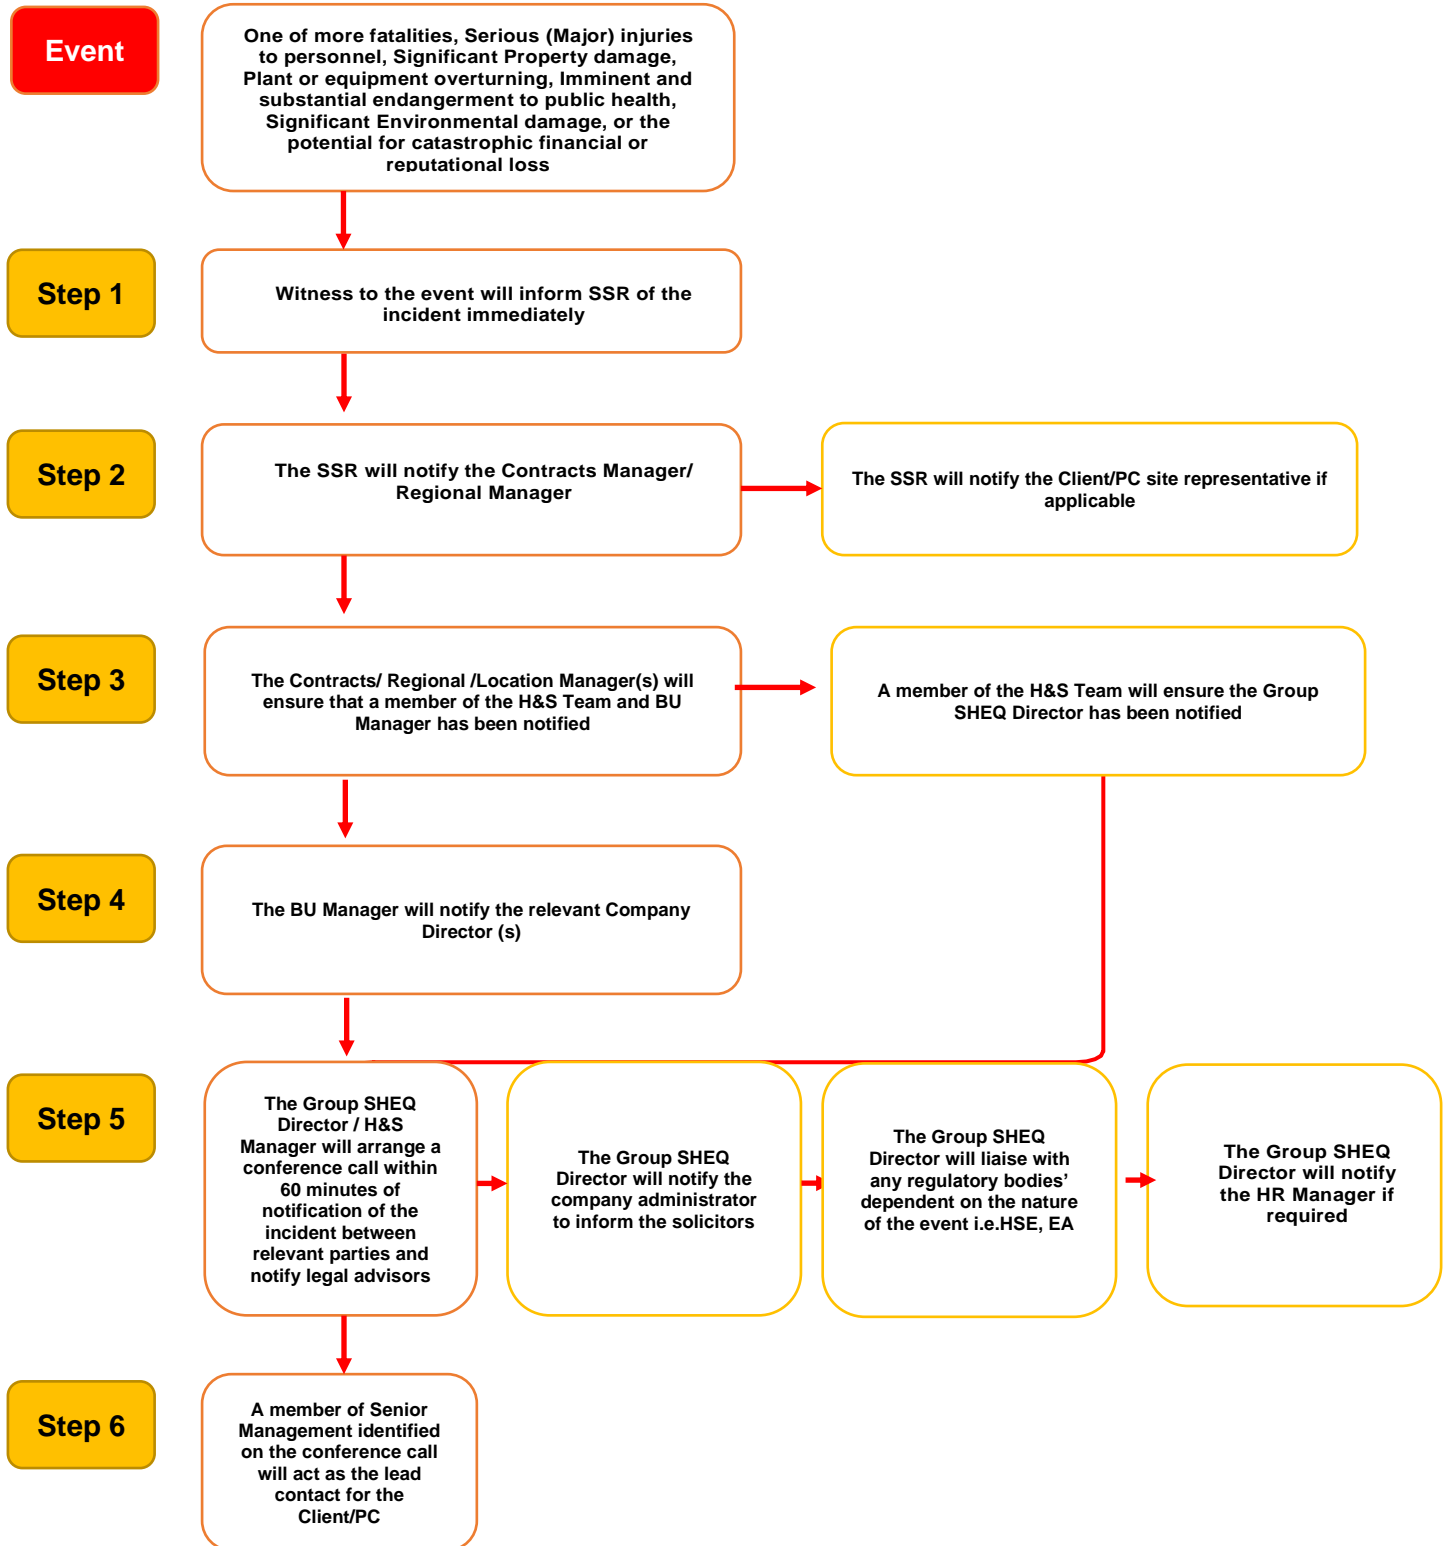 Event
One of more fatalities, Serious (Major) injuries
to personnel, Significant Property damage,
Plant or equipment overturning, Imminent and
substantial endangerment to public health,
Significant Environmental damage, or the
potential for catastrophic financial or
reputational loss
Step 1
Witness to the event will inform SSR of the
incident immediately
Step 2
The SSR will notify the Contracts Manager/
Regional Manager
The SSR will notify the Client/PC site representative if
applicable
Step 3
The Contracts/ Regional /Location Manager(s) will
ensure that a member of the H&S Team and BU
Manager has been notified
A member of the H&S Team will ensure the Group
SHEQ Director has been notified
Step 4
The BU Manager will notify the relevant Company
Director (s)
Step 5
The Group SHEQ
Director / H&S
Manager will arrange a
conference call within
60 minutes of
notification of the
incident between
relevant parties and
notify legal advisors
The Group SHEQ
Director will notify the
company administrator
to inform the solicitors
The Group SHEQ
Director will liaise with
any regulatory bodies’
dependent on the nature
of the event i.e.HSE, EA
The Group SHEQ
Director will notify
the HR Manager if
required
Step 6
A member of Senior
Management identified
on the conference call
will act as the lead
contact for the
Client/PC